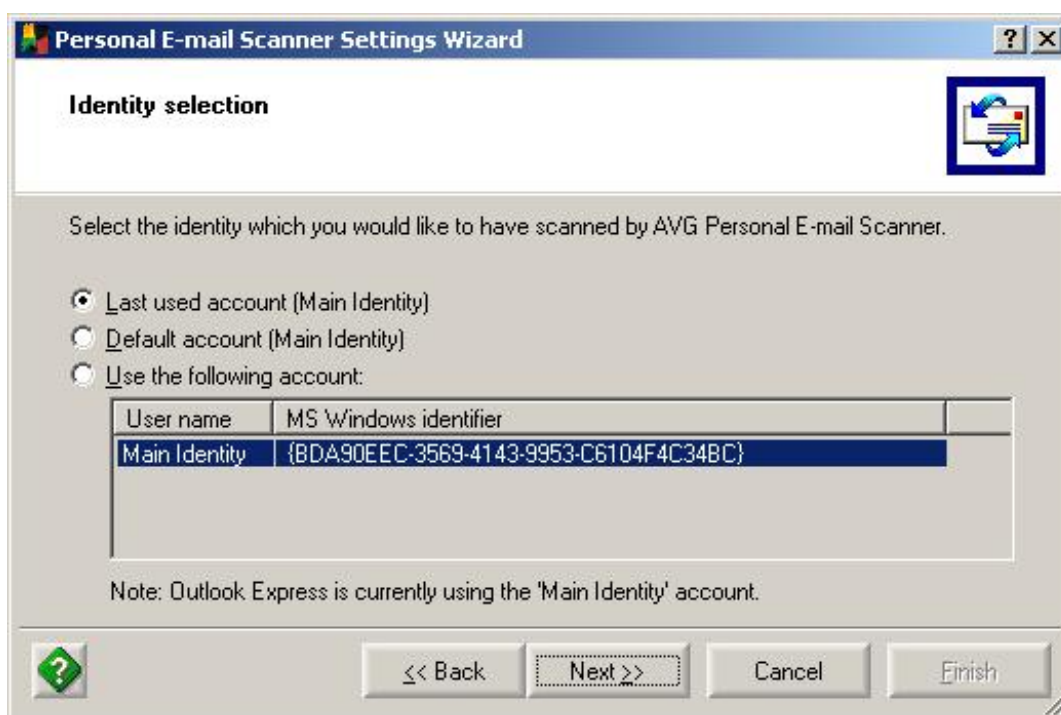 Personal E-mail Scanner Settings Wizard
Identity selection
Select the identity which you would like to have scanned by AVG Personal E-mail Scanner.
Last used account (Main Identity)
Default account (Main Identity)
Use the following account:
User name MS Windows identifier
Main Identity {BDA90EEC-3569-4143-9953-C6104F4C34BC}
Note: Outlook Express is currently using the 'Main Identity' account.
<< Back Next >> Cancel Finish